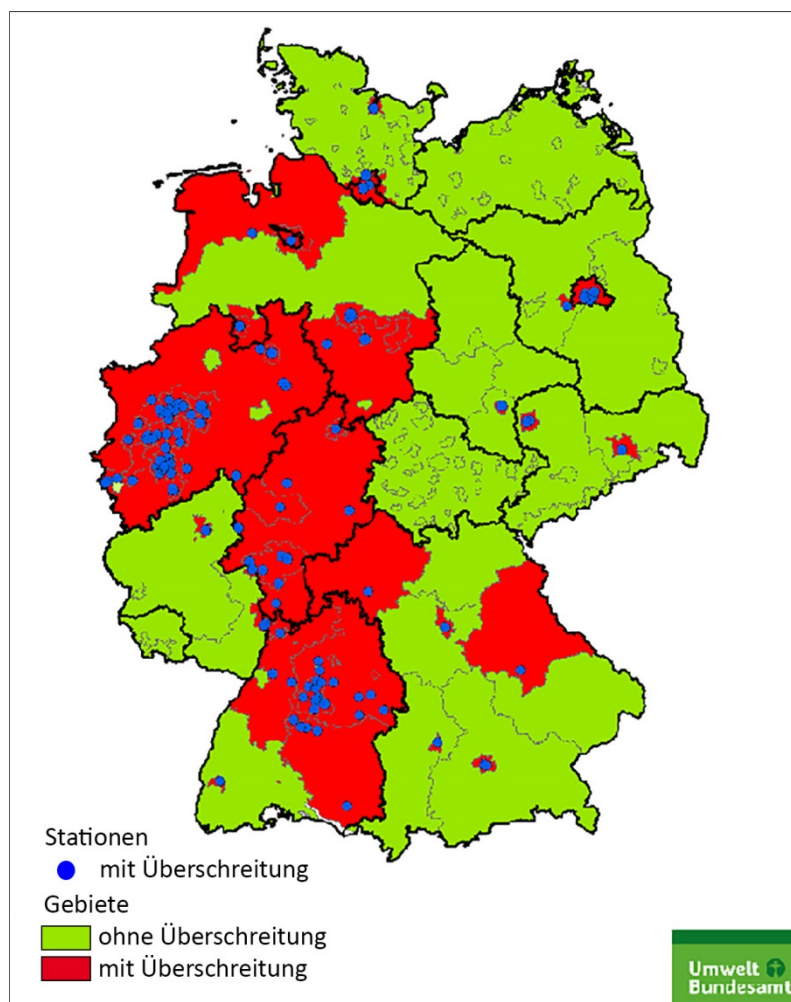 Stationen
mit Überschreitung
Gebiete
ohne Überschreitung
mit Überschreitung
Umwelt
Bundesamt